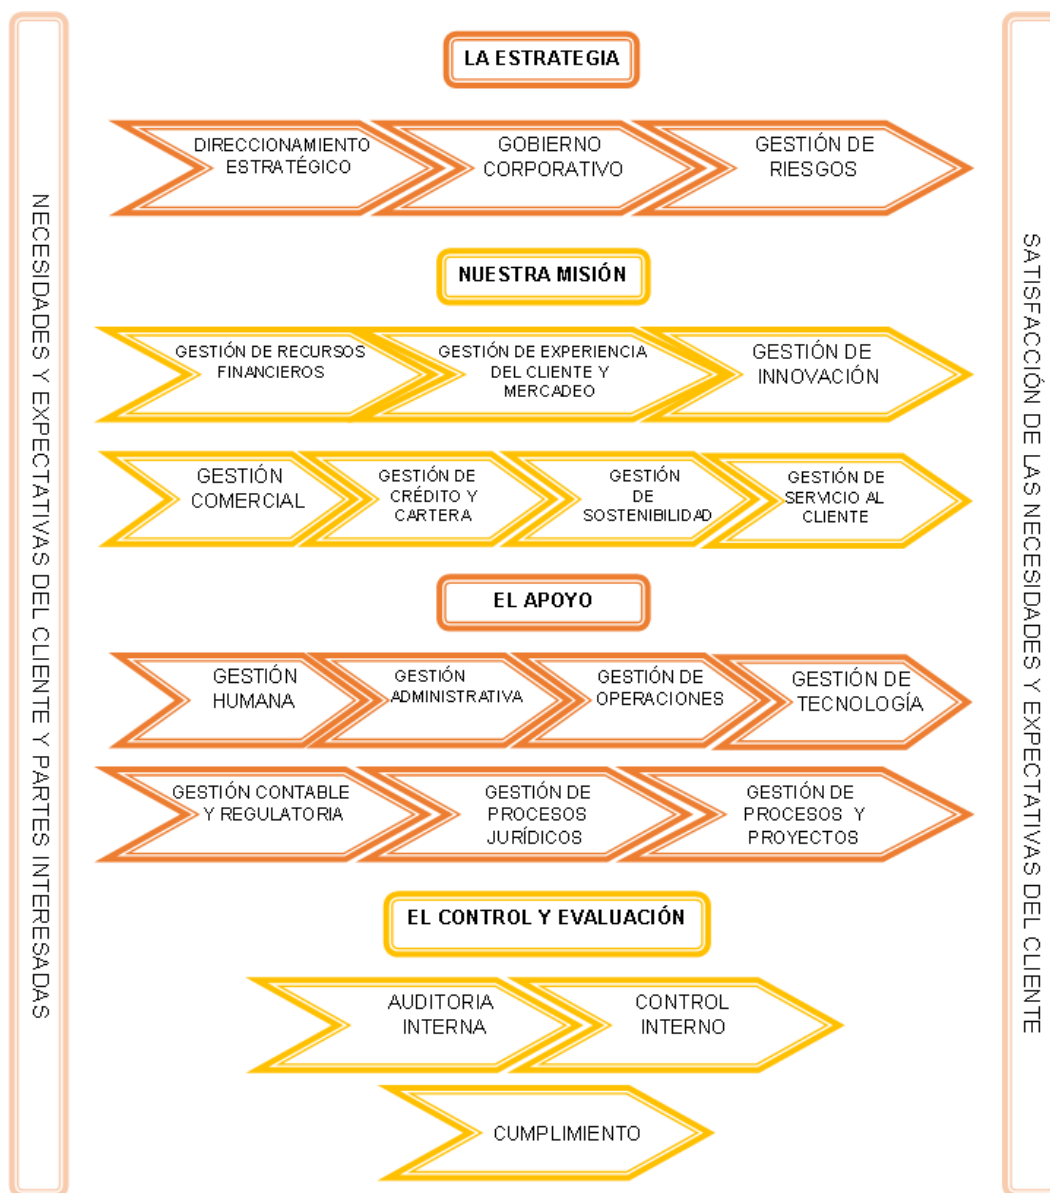 NECESIDADES Y EXPECTATIVAS DEL CLIENTE Y PARTES INTERESADAS
LA ESTRATEGIA
DIRECCIONAMIENTO
ESTRATÉGICO
GOBIERNO
CORPORATIVO
GESTIÓN DE
RIESGOS
NUESTRA MISIÓN
GESTIÓN DE RECURSOS
FINANCIEROS
GESTIÓN DE EXPERIENCIA
DEL CLIENTE Y
MERCADEO
GESTIÓN DE
INNOVACIÓN
GESTIÓN
COMERCIAL
GESTIÓN DE
CRÉDITO Y
CARTERA
GESTIÓN
DE
SOSTENIBILIDAD
GESTIÓN DE
SERVICIO AL
CLIENTE
EL APOYO
GESTIÓN
HUMANA
GESTIÓN
ADMINISTRATIVA
GESTIÓN DE
OPERACIONES
GESTIÓN DE
TECNOLOGÍA
GESTIÓN CONTABLE
Y REGULATORIA
GESTIÓN DE
PROCESOS
JURÍDICOS
GESTIÓN DE
PROCESOS Y
PROYECTOS
EL CONTROL Y EVALUACIÓN
AUDITORIA
INTERNA
CONTROL
INTERNO
CUMPLIMIENTO
SATISFACCIÓN DE LAS NECESIDADES Y EXPECTATIVAS DEL CLIENTE